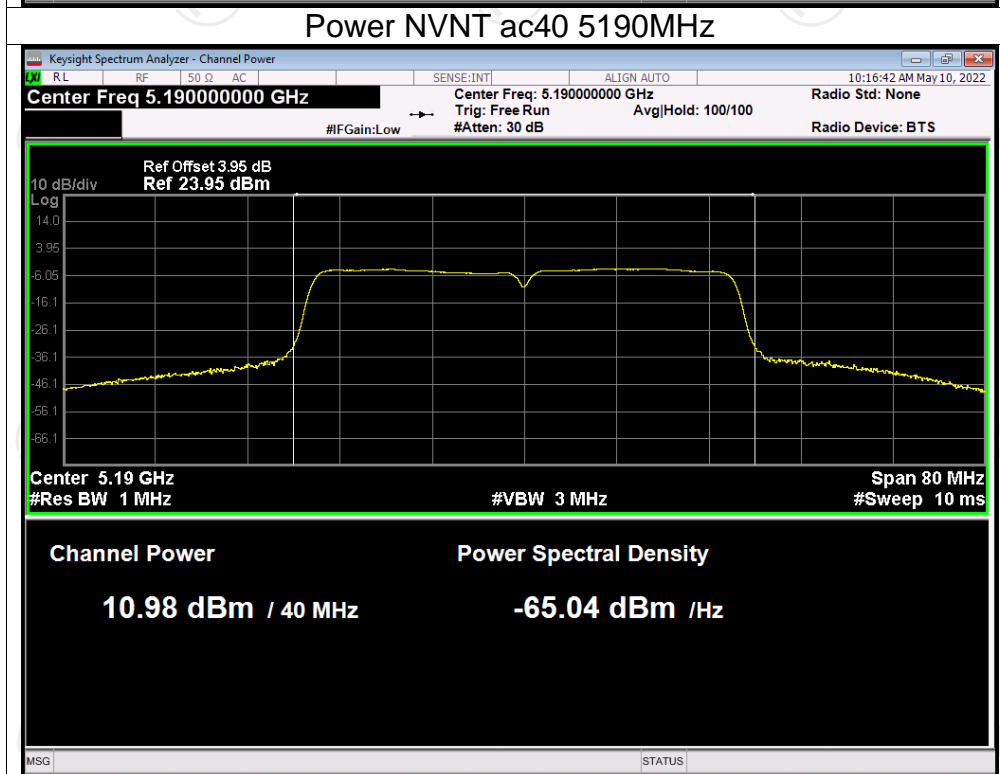 Power NVNT ac40 5190MHz
Keysight Spectrum Analyzer - Channel Power
LXI RL RF 50 Ω AC SENSE:INT ALIGN AUTO 10:16:42 AM May 10, 2022
Center Freq 5.190000000 GHz Center Freq: 5.190000000 GHz Radio Std: None
Trig: Free Run Avg|Hold: 100/100
#IFGain:Low #Atten: 30 dB Radio Device: BTS
Ref Offset 3.95 dB
10 dB/div Ref 23.95 dBm
Log
14.0
3.95
-6.05
-16.1
-26.1
-36.1
-46.1
-56.1
-66.1
Center 5.19 GHz Span 80 MHz
#Res BW 1 MHz #VBW 3 MHz #Sweep 10 ms
Channel Power Power Spectral Density
10.98 dBm / 40 MHz -65.04 dBm /Hz
MSG STATUS